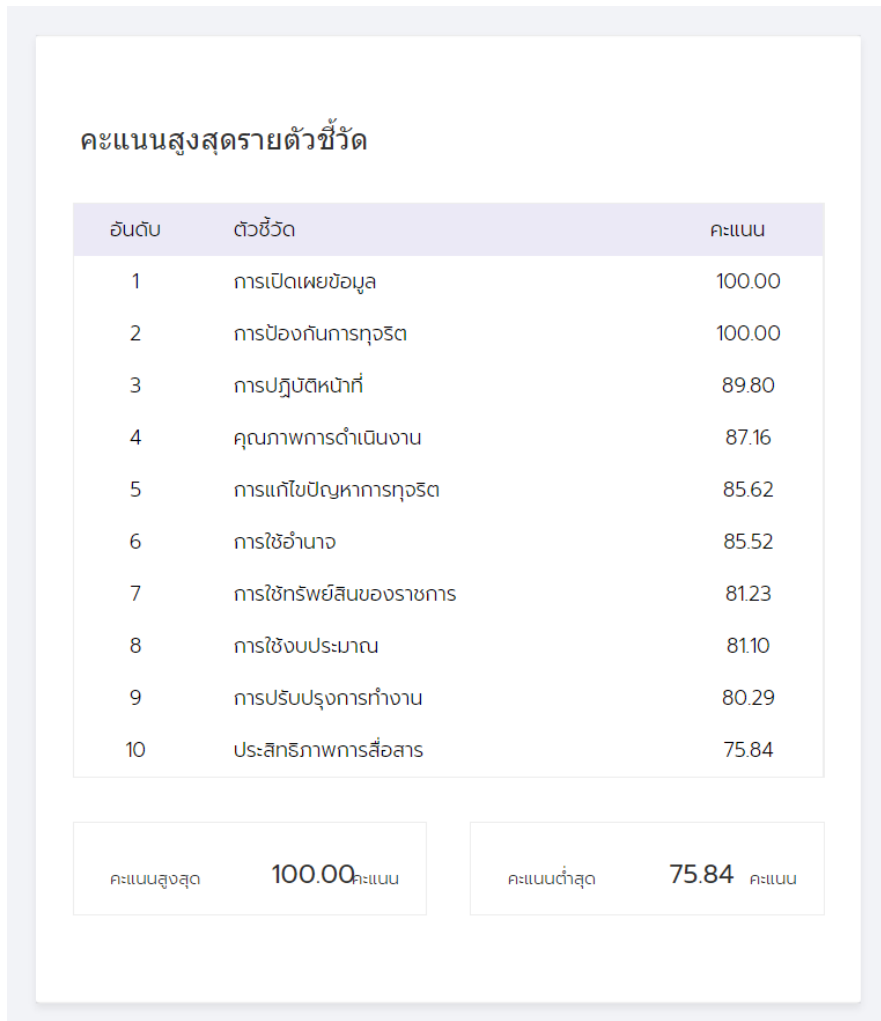 คะแนนสูงสุดรายตัวชี้วัด
อันดับ ตัวชี้วัด คะแนน
1 การเปิดเผยข้อมูล 100.00
2 การป้องกันการทุจริต 100.00
3 การปฏิบัติหน้าที่ 89.80
4 คุณภาพการดำเนินงาน 87.16
5 การแก้ไขปัญหาการทุจริต 85.62
6 การใช้อำนาจ 85.52
7 การใช้ทรัพย์สินของราชการ 81.23
8 การใช้งบประมาณ 81.10
9 การปรับปรุงการทำงาน 80.29
10 ประสิทธิภาพการสื่อสาร 75.84
คะแนนสูงสุด 100.00 คะแนน คะแนนต่ำสุด 75.84 คะแนน